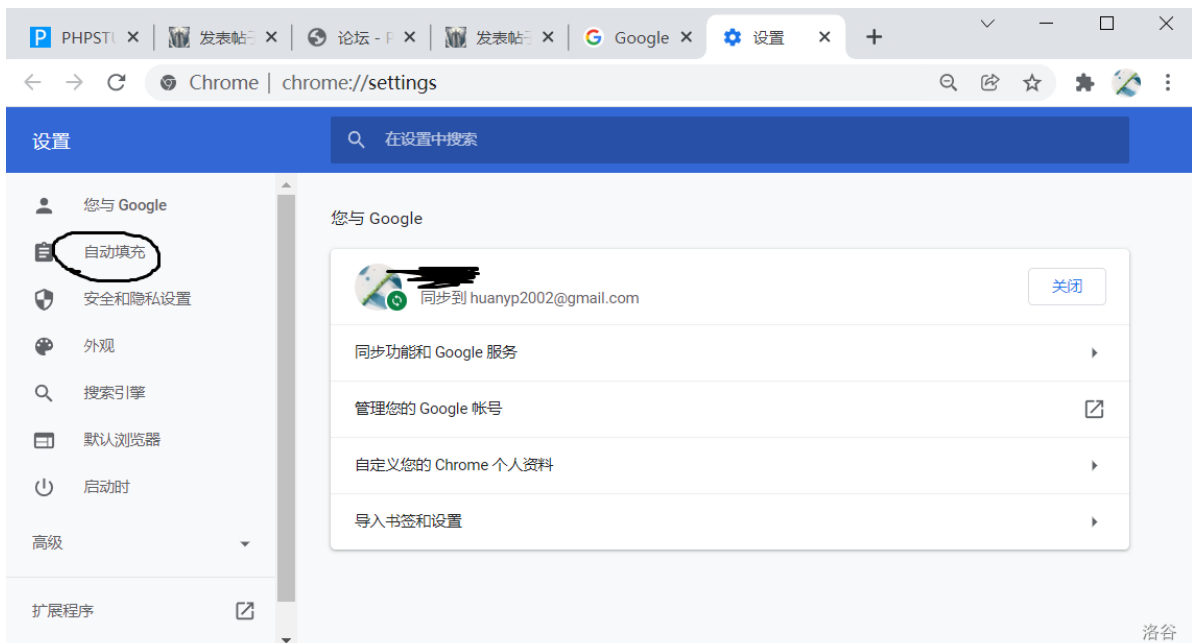 PHPSTU 发表帖子 论坛 - P 发表帖子 Google 设置
Chrome | chrome://settings
设置 在设置中搜索
您与 Google
自动填充
安全和隐私设置
外观
搜索引擎
默认浏览器
启动时
高级
扩展程序
您与 Google
同步到 huanyp2002@gmail.com 关闭
同步功能和 Google 服务
管理您的 Google 帐号
自定义您的 Chrome 个人资料
导入书签和设置
洛谷